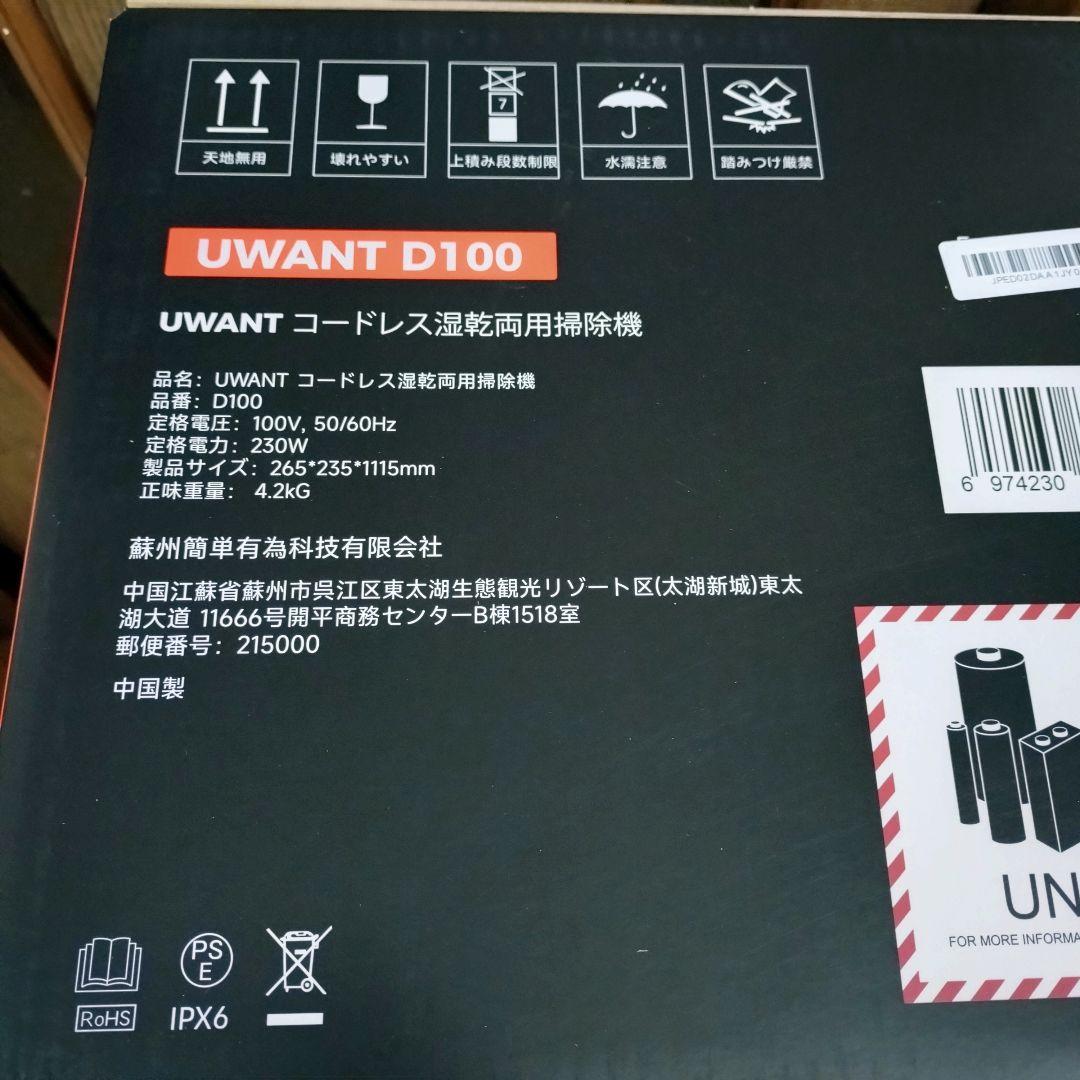 天地無用
壊れやすい
7
上積み段数制限
水濡注意
踏みつけ厳禁
UWANT D100
JPED02DAA1JY0
UWANT コードレス湿乾両用掃除機
品名: UWANT コードレス湿乾両用掃除機
品番: D100
定格電圧: 100V, 50/60Hz
定格電力: 230W
製品サイズ: 265*235*1115mm
正味重量: 4.2kG
6 974230
蘇州簡単有為科技有限会社
中国江蘇省蘇州市呉江区東太湖生態観光リゾート区(太湖新城)東太
湖大道 11666号開平商務センターB棟1518室
郵便番号: 215000
中国製
UN
FOR MORE INFORMA
PS
E
RoHS
IPX6